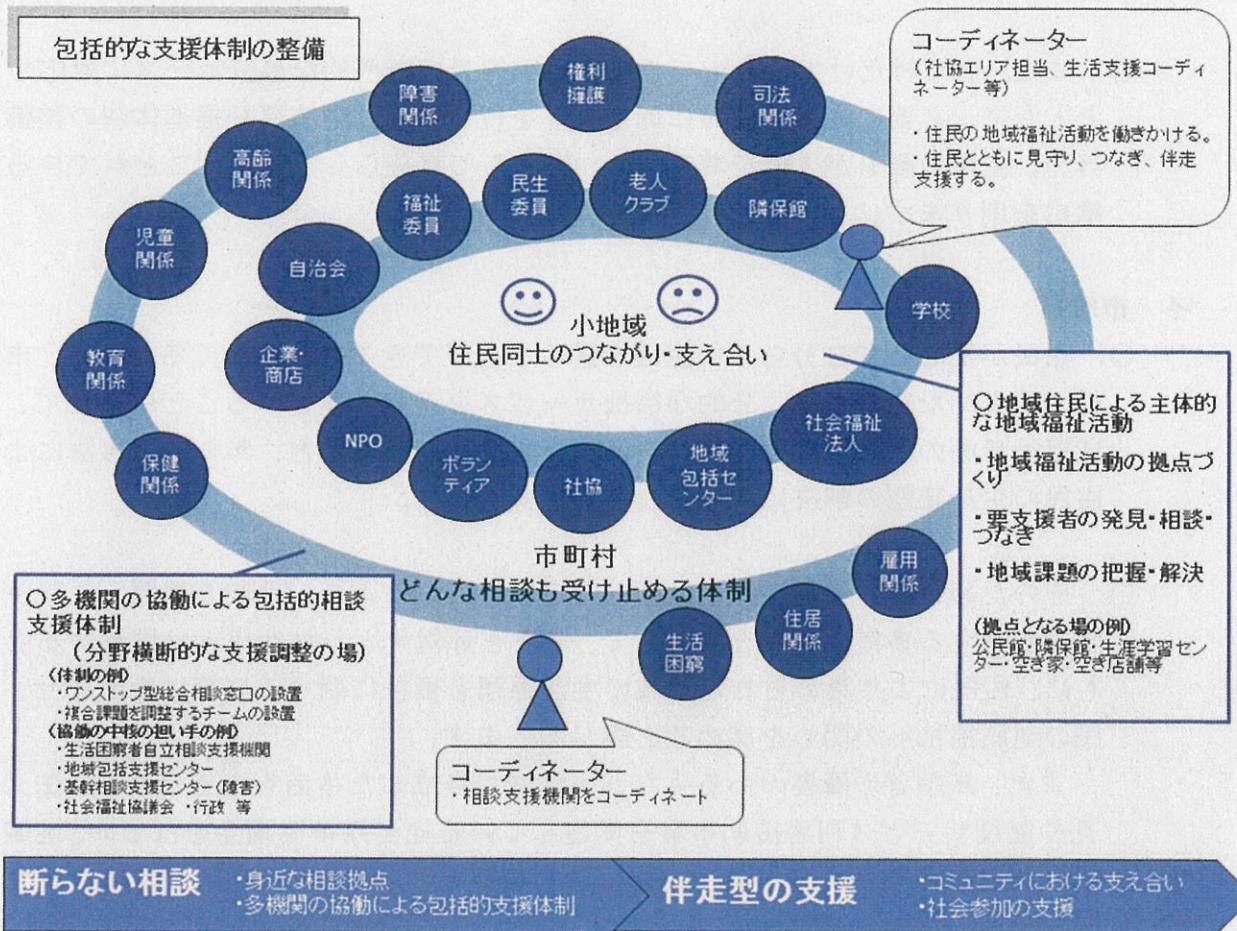 包括的な支援体制の整備
コーディネーター
(社協エリア担当、生活支援コーディ
ネーター等)
・住民の地域福祉活動を働きかける。
・住民とともに見守り、つなぎ、伴走
支援する。
権利
擁護
障害
関係
司法
関係
高齢
関係
児童
関係
教育
関係
保健
関係
民生
委員
老人
クラブ
福祉
委員
隣保館
自治会
学校
企業・
商店
NPO
ボラン
ティア
社協
地域
包括セ
ンター
社会福祉
法人
小地域
住民同士のつながり・支え合い
市町村
どんな相談も受け止める体制
雇用
関係
住居
関係
生活
困窮
〇地域住民による主体的
な地域福祉活動
・地域福祉活動の拠点づ
くり
・要支援者の発見・相談・
つなぎ
・地域課題の把握・解決
(拠点となる場の例)
公民館・隣保館・生涯学習セン
ター・空き家・空き店舗等
〇多機関の協働による包括的相談
支援体制
(分野横断的な支援調整の場)
〈体制の例〉
・ワンストップ型総合相談窓口の設置
・複合課題を調整するチームの設置
〈協働の中核の担い手の例〉
・生活困窮者自立相談支援機関
・地域包括支援センター
・基幹相談支援センター〈障害〉
・社会福祉協議会 ・行政 等
コーディネーター
・相談支援機関をコーディネート
断らない相談
・身近な相談拠点
・多機関の協働による包括的支援体制
伴走型の支援
・コミュニティにおける支え合い
・社会参加の支援